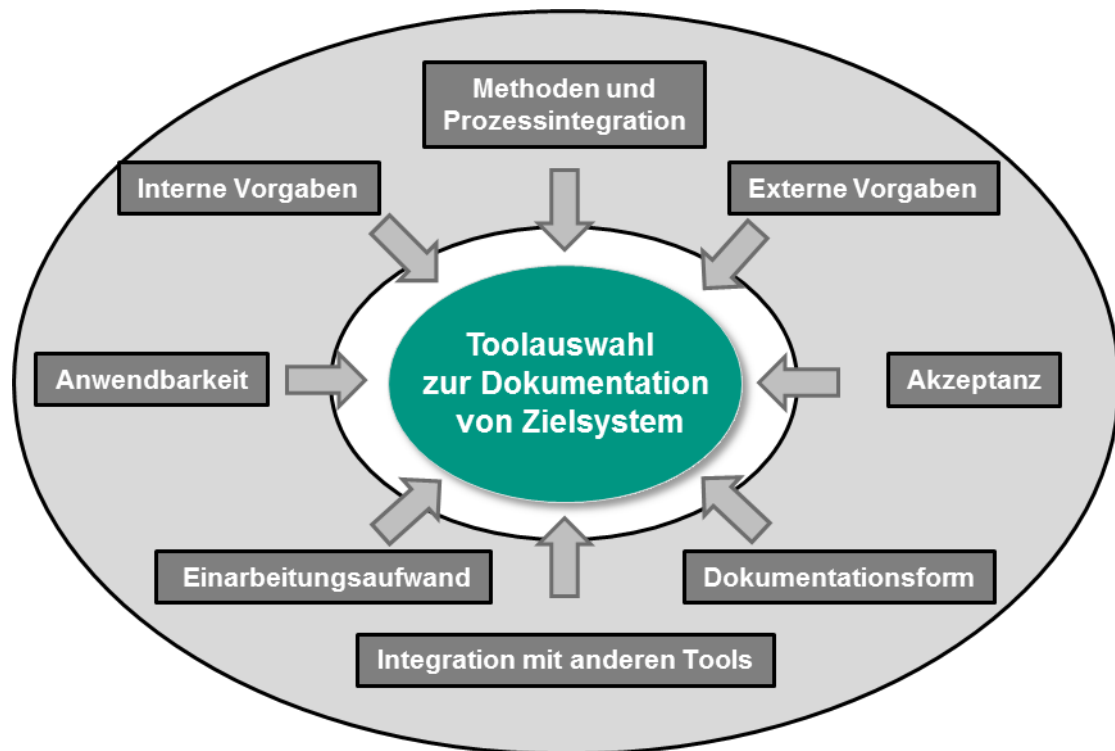 Methoden und
Prozessintegration
Interne Vorgaben
Externe Vorgaben
Anwendbarkeit
Toolauswahl
zur Dokumentation
von Zielsystem
Akzeptanz
Einarbeitungsaufwand
Dokumentationsform
Integration mit anderen Tools